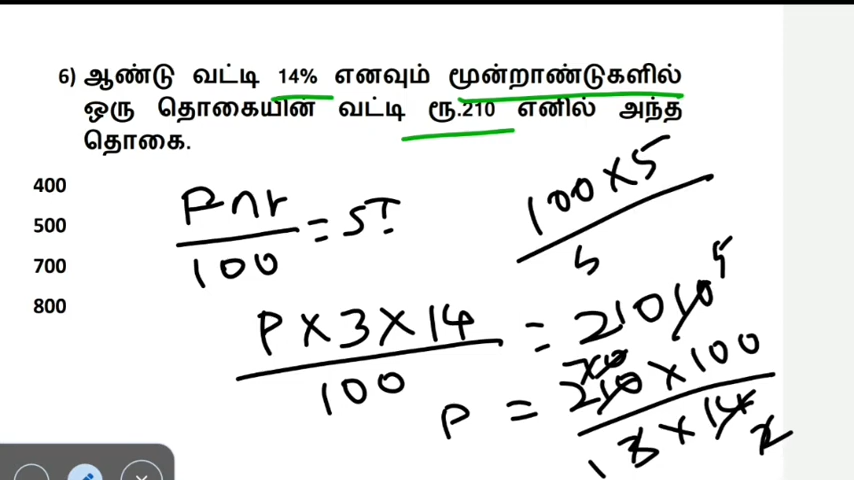 6) ஆண்டு வட்டி 14% எனவும் மூன்றாண்டுகளில்
ஒரு தொகையின் வட்டி ரூ.210 எனில் அந்த
தொகை.
400
500
700
800
Pnr/100 = SI
100 × 5
P × 3 × 14 / 100 = 210
P = 210 × 100 / 3 × 14